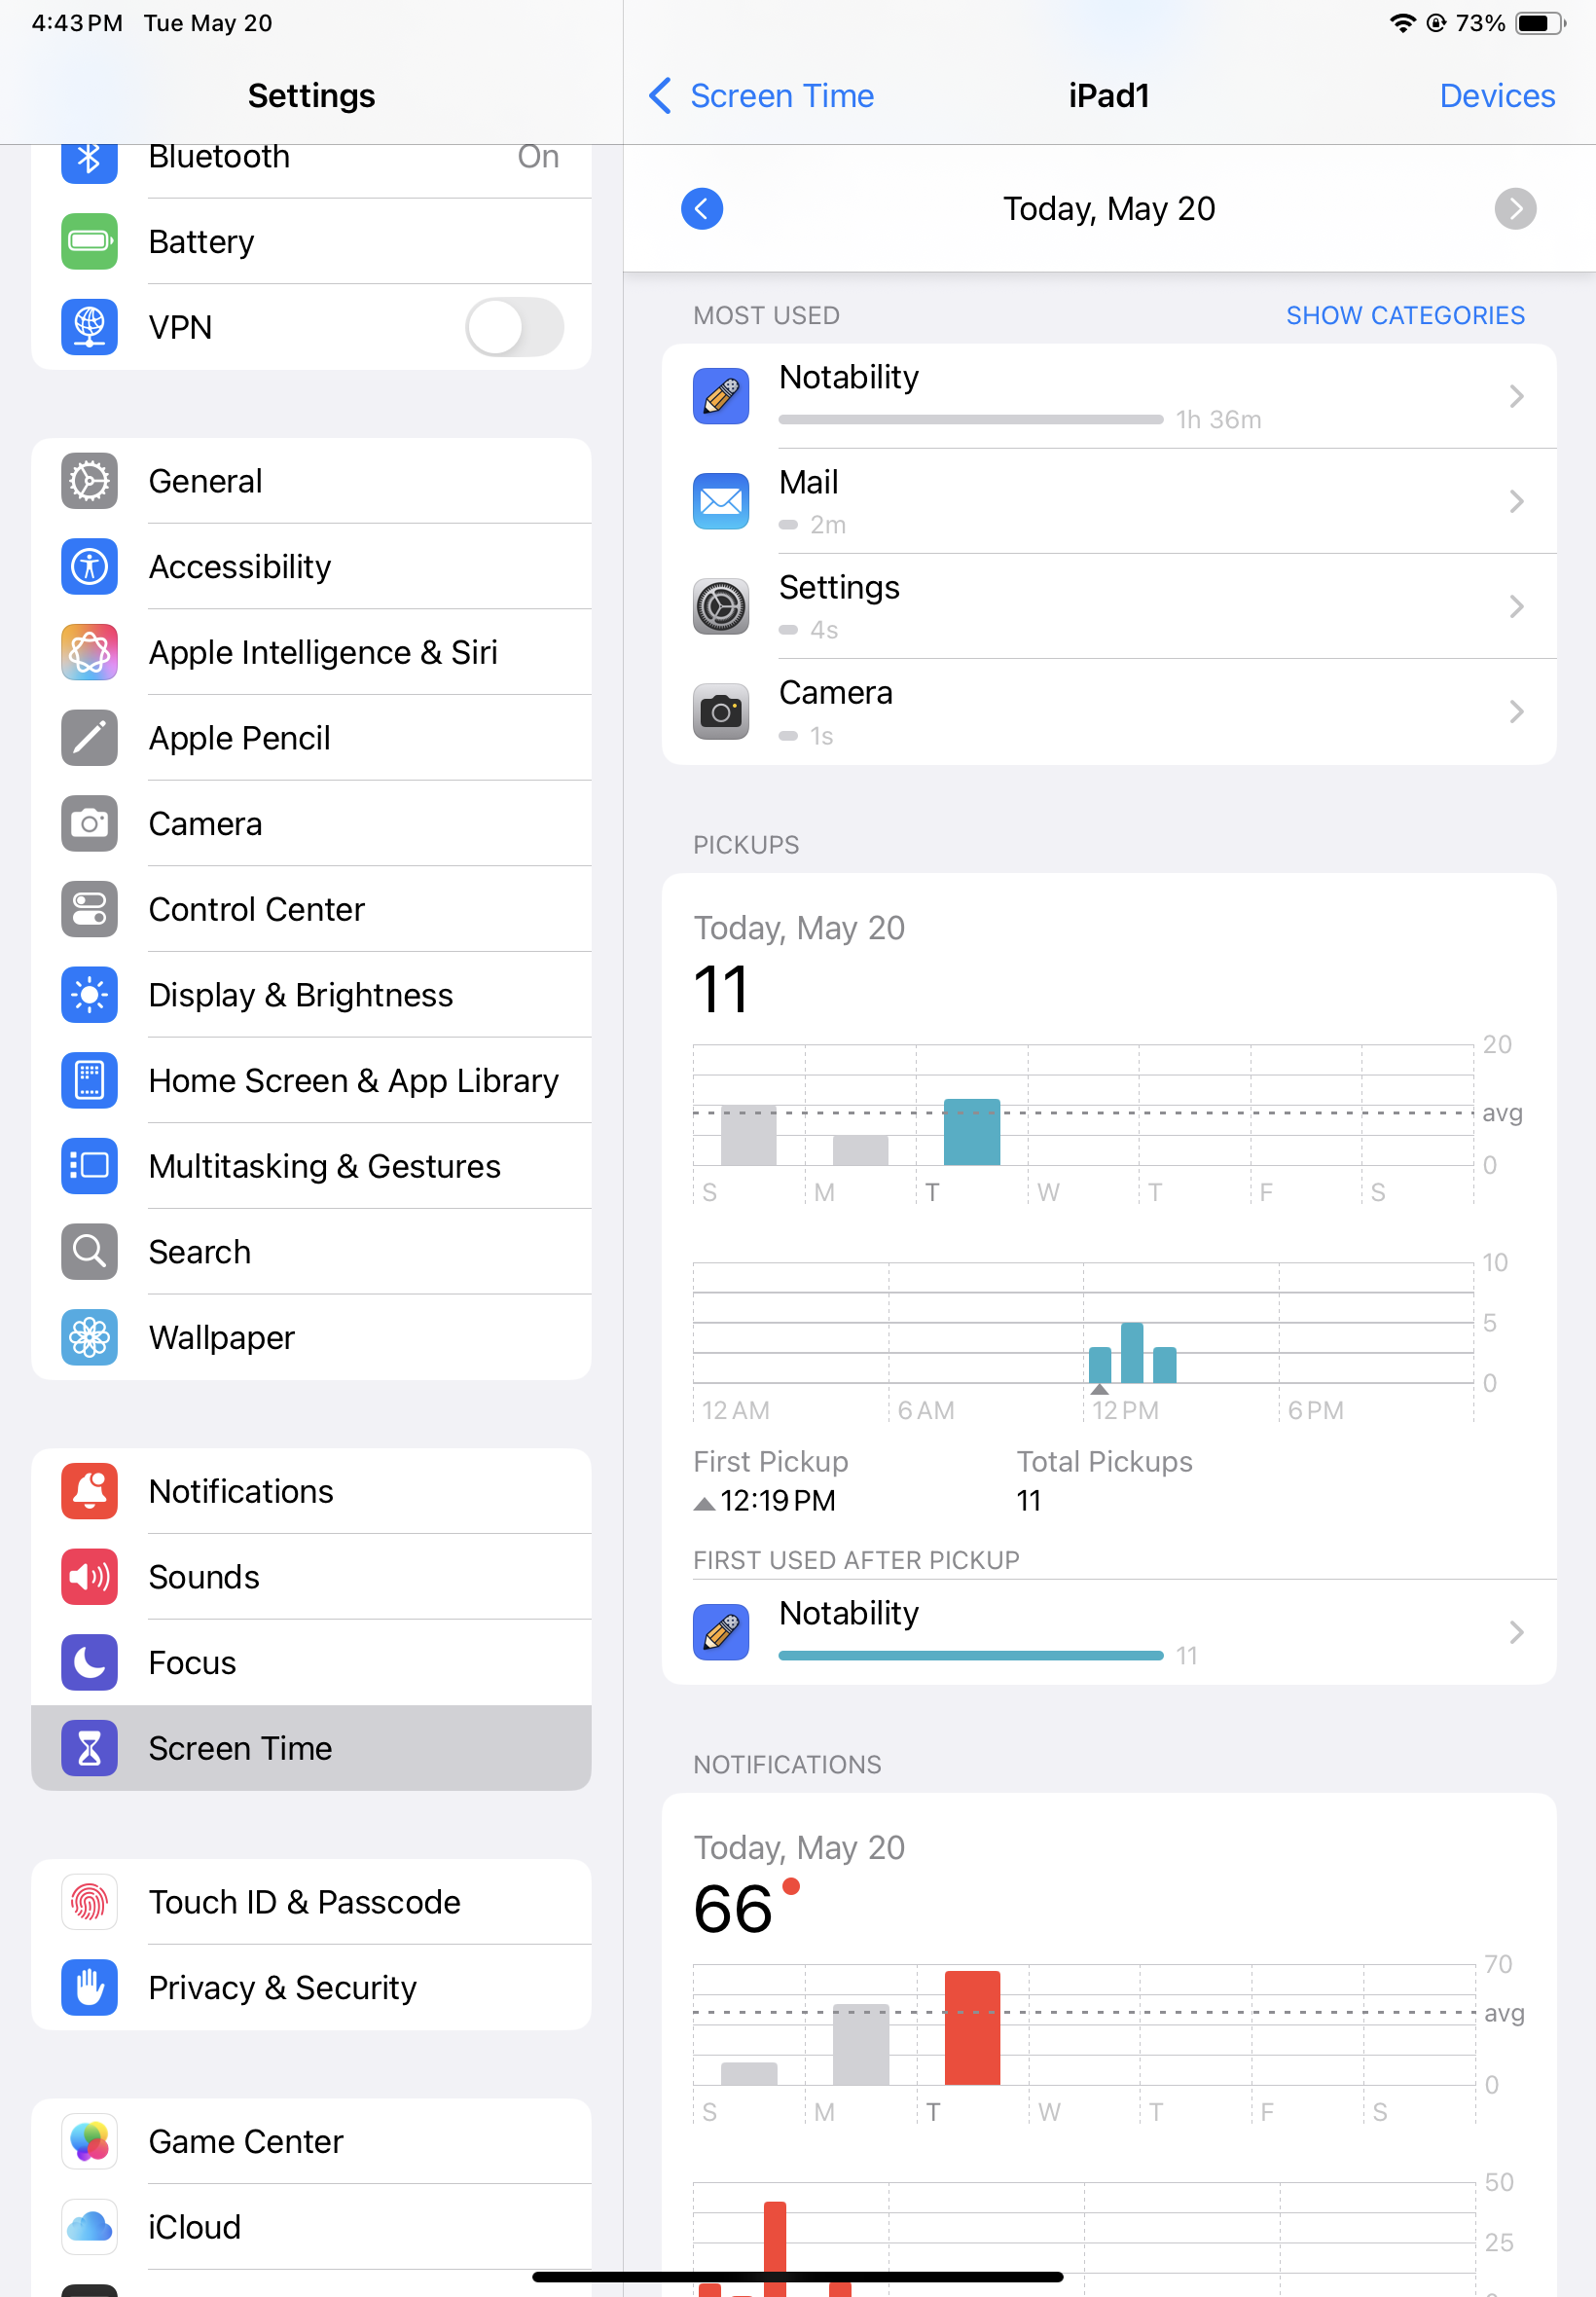 4:43 PM Tue May 20
73%
Settings
Bluetooth On
Battery
VPN
General
Accessibility
Apple Intelligence & Siri
Apple Pencil
Camera
Control Center
Display & Brightness
Home Screen & App Library
Multitasking & Gestures
Search
Wallpaper
Notifications
Sounds
Focus
Screen Time
Touch ID & Passcode
Privacy & Security
Game Center
iCloud
Screen Time iPad1 Devices
Today, May 20
MOST USED SHOW CATEGORIES
Notability
1h 36m
Mail
2m
Settings
4s
Camera
1s
PICKUPS
Today, May 20
11
20
avg
0
S M T W T F S
10
5
0
12 AM 6 AM 12 PM 6 PM
First Pickup Total Pickups
12:19 PM 11
FIRST USED AFTER PICKUP
Notability
11
NOTIFICATIONS
Today, May 20
66
70
avg
0
S M T W T F S
50
25